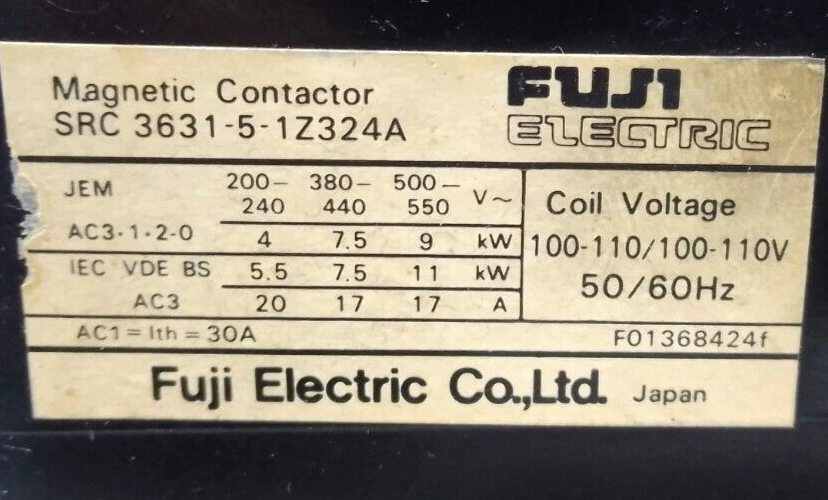 Magnetic Contactor
SRC 3631-5-1Z324A
FUJI
ELECTRIC
JEM 200- 380- 500- V~
240 440 550
AC3·1·2-0 4 7.5 9 kW
IEC VDE BS 5.5 7.5 11 kW
AC3 20 17 17 A
Coil Voltage
100-110/100-110V
50/60Hz
AC1=Ith=30A F01368424f
Fuji Electric Co.,Ltd. Japan